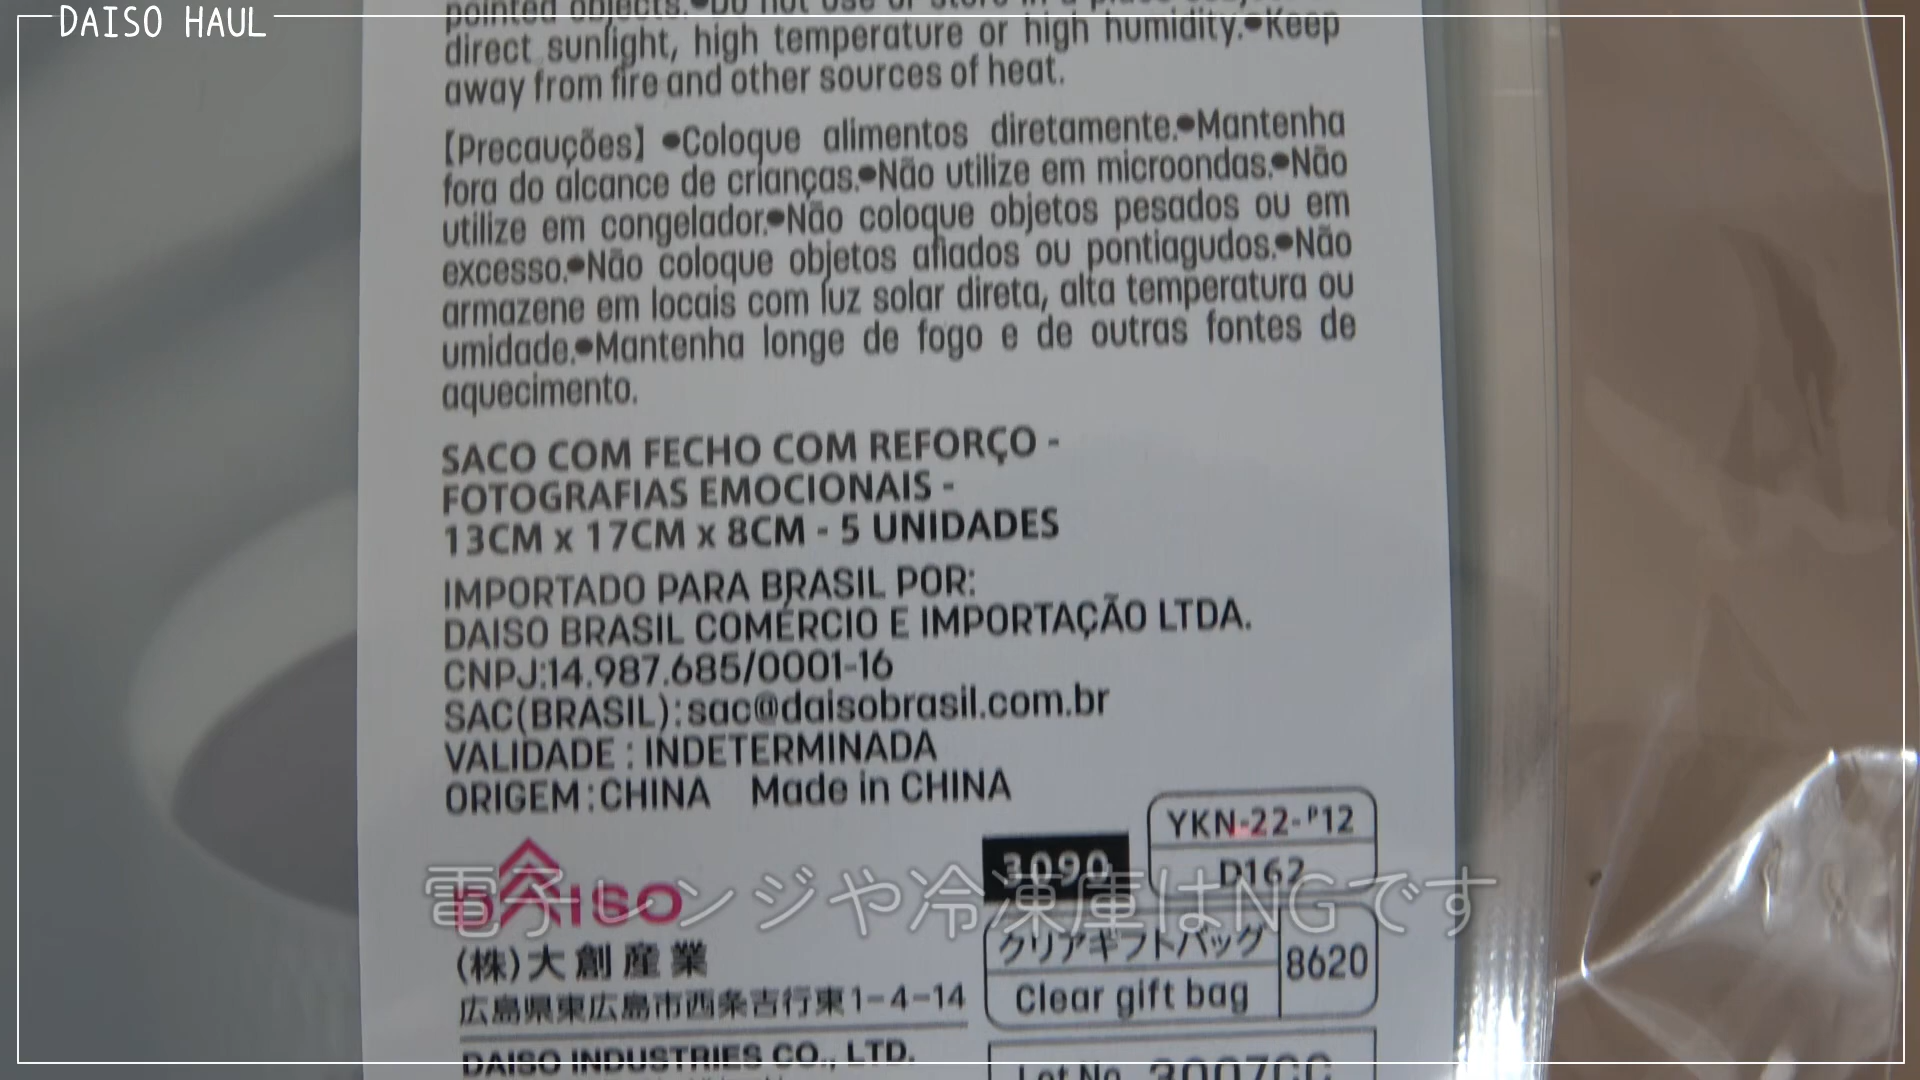 DAISO HAUL
pointed objects.●Do not use or store in a place
direct sunlight, high temperature or high humidity.●Keep
away from fire and other sources of heat.
【Precauções】●Coloque alimentos diretamente.●Mantenha
fora do alcance de crianças.●Não utilize em microondas.●Não
utilize em congelador.●Não coloque objetos pesados ou em
excesso.●Não coloque objetos afiados ou pontiagudos.●Não
armazene em locais com luz solar direta, alta temperatura ou
umidade.●Mantenha longe de fogo e de outras fontes de
aquecimento.
SACO COM FECHO COM REFORÇO -
FOTOGRAFIAS EMOCIONAIS -
13CM x 17CM x 8CM - 5 UNIDADES
IMPORTADO PARA BRASIL POR:
DAISO BRASIL COMÉRCIO E IMPORTAÇÃO LTDA.
CNPJ:14.987.685/0001-16
SAC(BRASIL):sac@daisobrasil.com.br
VALIDADE : INDETERMINADA
ORIGEM:CHINA Made in CHINA
YKN-22-P12
3090
D162
DAISO
電子レンジや冷凍庫はNGです
クリアギフトバッグ
8620
Clear gift bag
(株)大創産業
広島県東広島市西条吉行東1-4-14
DAISO INDUSTRIES CO., LTD.
Lot No.